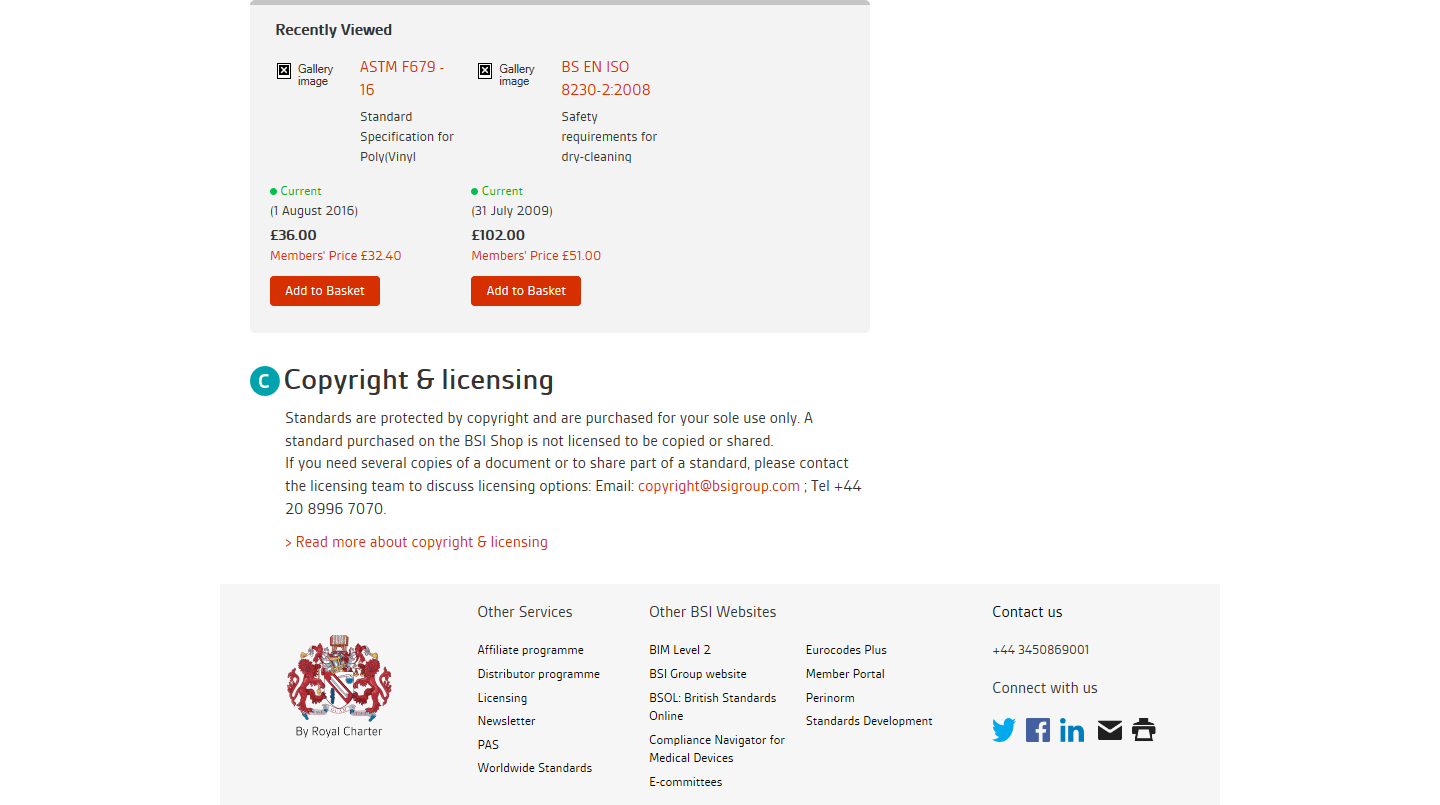 Recently Viewed
Gallery
image
ASTM F679 -
16
Standard
Specification for
Poly(Vinyl
Current
(1 August 2016)
£36.00
Members' Price £32.40
Add to Basket
Gallery
image
BS EN ISO
8230-2:2008
Safety
requirements for
dry-cleaning
Current
(31 July 2009)
£102.00
Members' Price £51.00
Add to Basket
C Copyright & licensing
Standards are protected by copyright and are purchased for your sole use only. A
standard purchased on the BSI Shop is not licensed to be copied or shared.
If you need several copies of a document or to share part of a standard, please contact
the licensing team to discuss licensing options: Email: copyright@bsigroup.com ; Tel +44
20 8996 7070.
> Read more about copyright & licensing
By Royal Charter
Other Services
Affiliate programme
Distributor programme
Licensing
Newsletter
PAS
Worldwide Standards
Other BSI Websites
BIM Level 2
BSI Group website
BSOL: British Standards
Online
Compliance Navigator for
Medical Devices
E-committees
Eurocodes Plus
Member Portal
Perinorm
Standards Development
Contact us
+44 3450869001
Connect with us